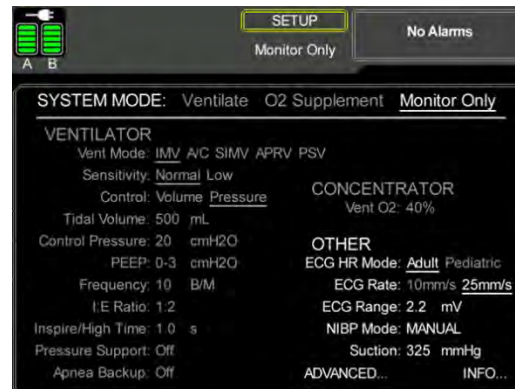 SETUP
No Alarms
Monitor Only
A B
SYSTEM MODE: Ventilate O2 Supplement Monitor Only
VENTILATOR
Vent Mode: IMV A/C SIMV APRV PSV
Sensitivity: Normal Low
Control: Volume Pressure
Tidal Volume: 500 mL
Control Pressure: 20 cmH2O
PEEP: 0-3 cmH2O
Frequency: 10 B/M
I:E Ratio: 1:2
Inspire/High Time: 1.0 s
Pressure Support: Off
Apnea Backup: Off
CONCENTRATOR
Vent O2: 40%
OTHER
ECG HR Mode: Adult Pediatric
ECG Rate: 10mm/s 25mm/s
ECG Range: 2.2 mV
NIBP Mode: MANUAL
Suction: 325 mmHg
ADVANCED... INFO...